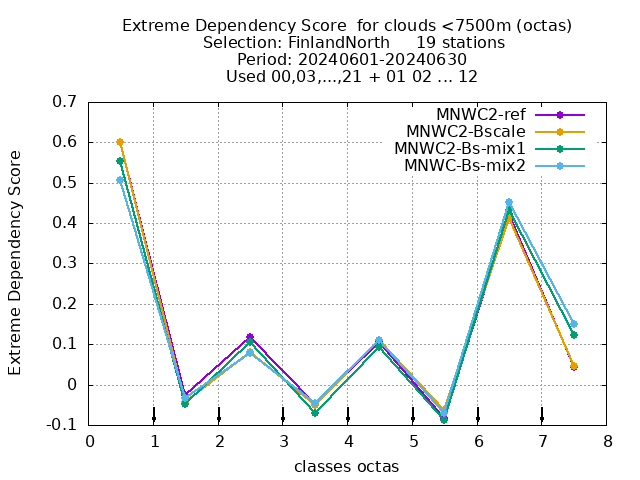 Extreme Dependency Score  for clouds <7500m (octas)
Selection: FinlandNorth     19 stations
Period: 20240601-20240630
Used 00,03,...,21 + 01 02 ... 12
MNWC2-ref
MNWC2-Bscale
MNWC2-Bs-mix1
MNWC-Bs-mix2
Extreme Dependency Score
0.7
0.6
0.5
0.4
0.3
0.2
0.1
0
-0.1
0 1 2 3 4 5 6 7 8
classes octas